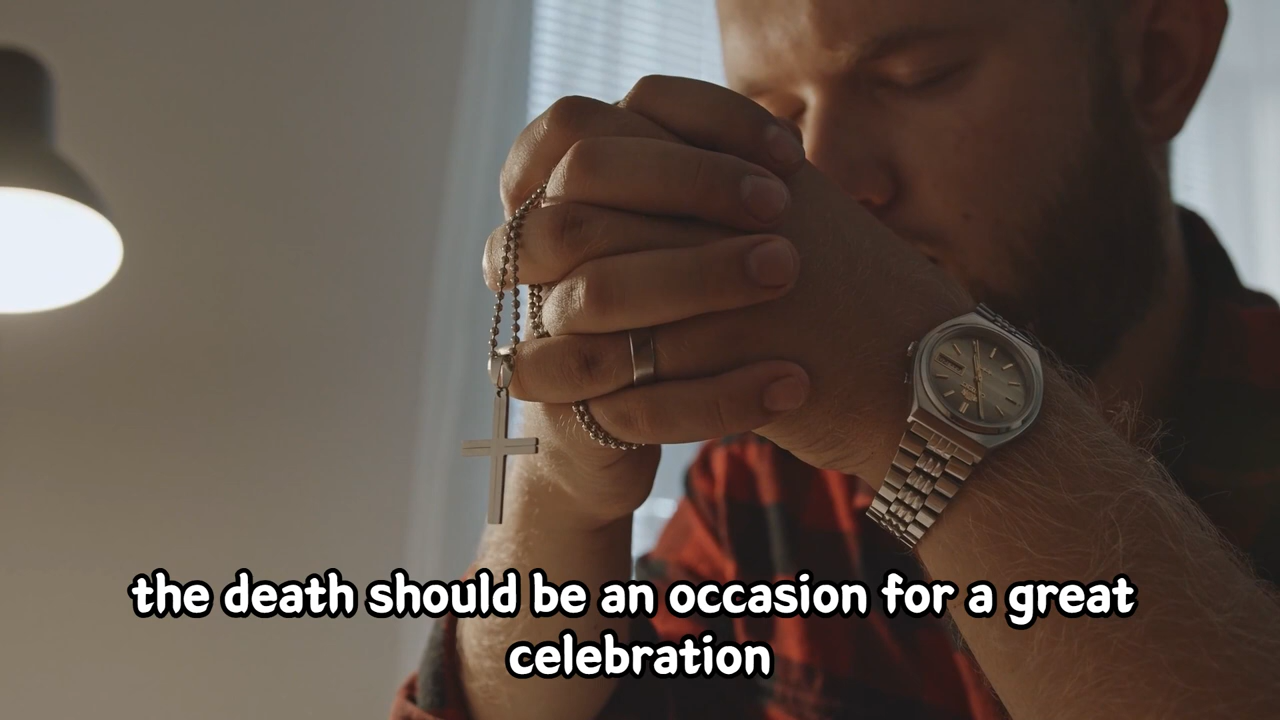 the death should be an occasion for a great
celebration